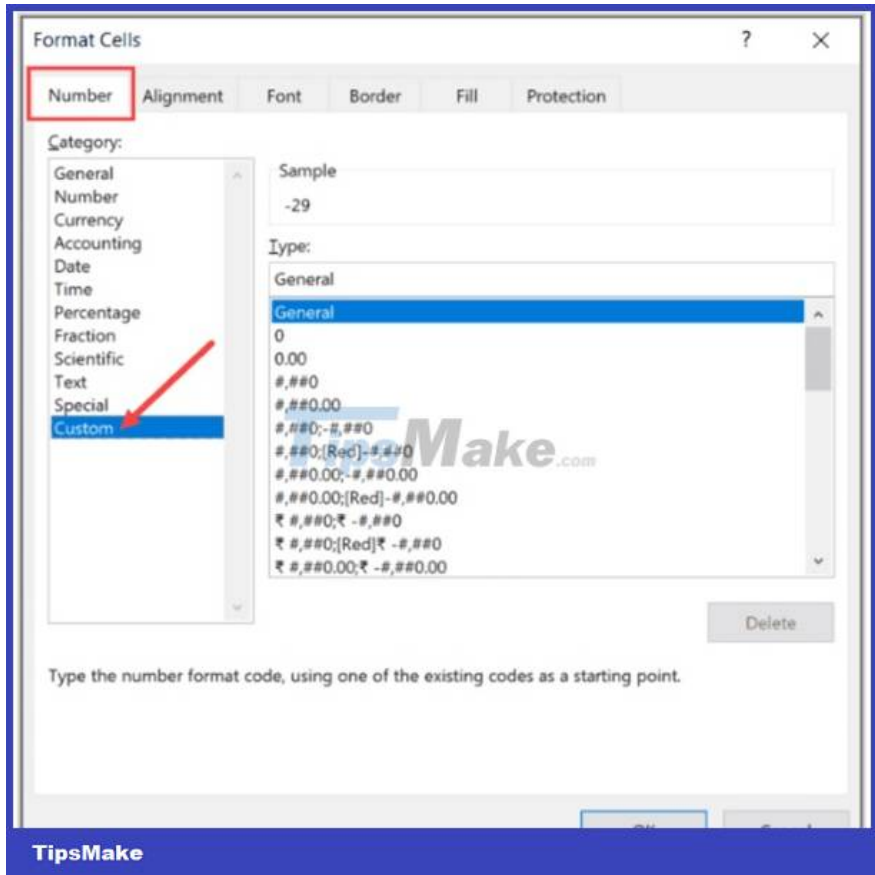 Format Cells ? ×
Number Alignment Font Border Fill Protection
Category:
General
Number
Currency
Accounting
Date
Time
Percentage
Fraction
Scientific
Text
Special
Custom
Sample
-29
Type:
General
General
0
0.00
#,##0
#,##0.00
#,##0;-#,##0
#,##0;[Red]-#,##0
#,##0.00;-#,##0.00
#,##0.00;[Red]-#,##0.00
₹ #,##0;₹ -#,##0
₹ #,##0;[Red]₹ -#,##0
₹ #,##0.00;₹ -#,##0.00
TipsMake.com
Delete
Type the number format code, using one of the existing codes as a starting point.
TipsMake